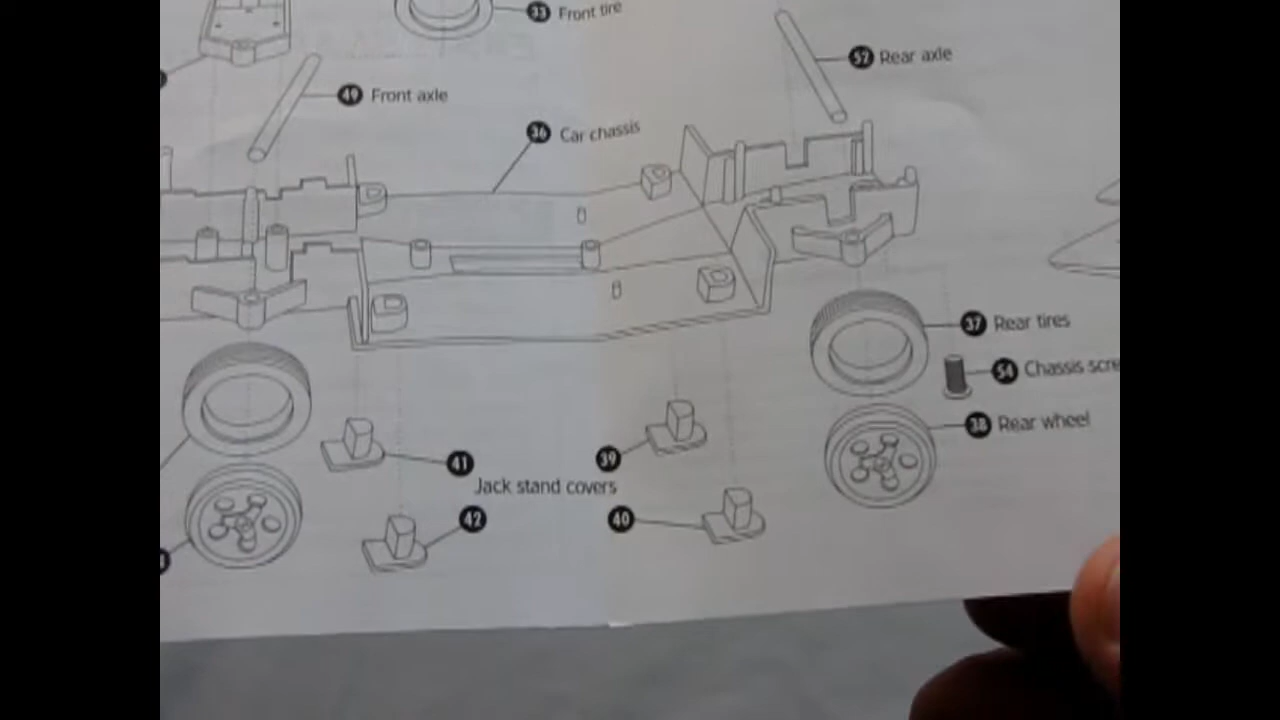 33 Front tire
52 Rear axle
49 Front axle
36 Car chassis
37 Rear tires
54 Chassis scre
38 Rear wheel
41
39
Jack stand covers
42
40